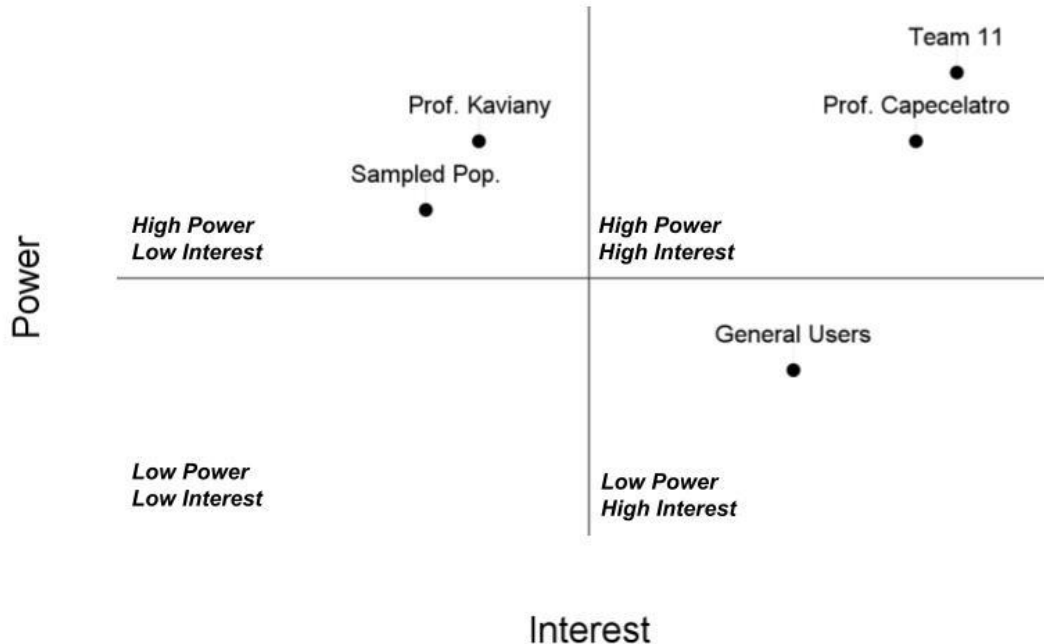 Team 11
Prof. Kaviany
Prof. Capecelatro
Sampled Pop.
High Power
Low Interest
High Power
High Interest
Power
General Users
Low Power
Low Interest
Low Power
High Interest
Interest